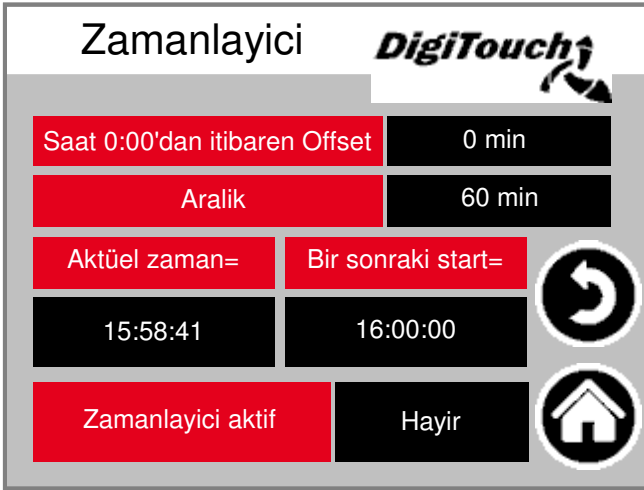 Zamanlayici
DigiTouch
Saat 0:00'dan itibaren Offset
0 min
Aralik
60 min
Aktüel zaman=
Bir sonraki start=
15:58:41
16:00:00
Zamanlayici aktif
Hayir